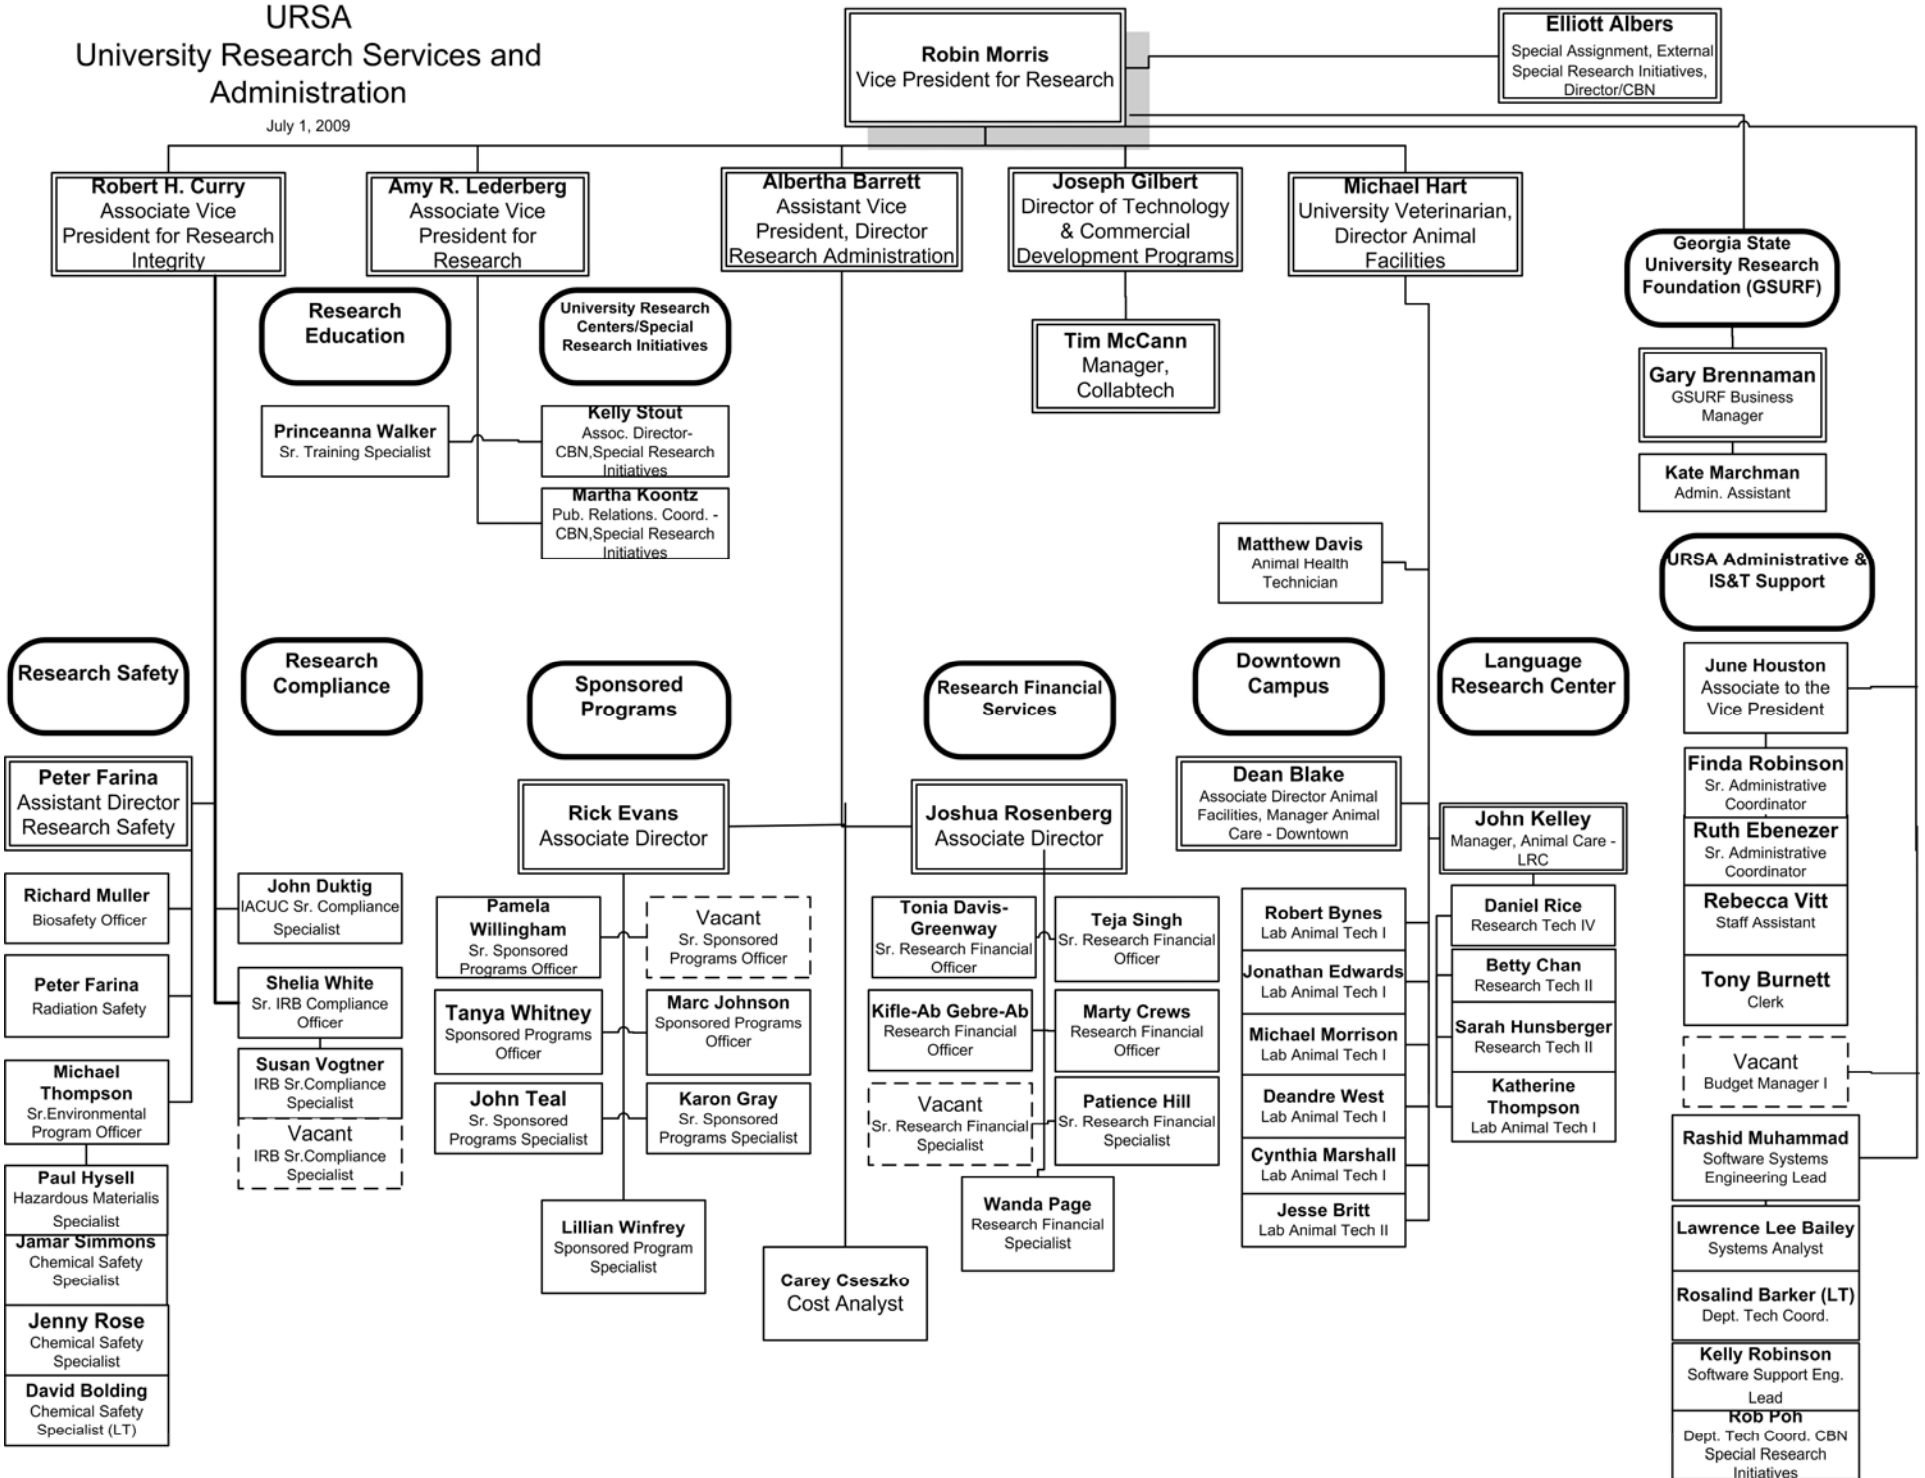 URSA
University Research Services and
Administration
July 1, 2009
Robin Morris
Vice President for Research
Elliott Albers
Special Assignment, External
Special Research Initiatives,
Director/CBN
Robert H. Curry
Associate Vice
President for Research
Integrity
Amy R. Lederberg
Associate Vice
President for
Research
Albertha Barrett
Assistant Vice
President, Director
Research Administration
Joseph Gilbert
Director of Technology
& Commercial
Development Programs
Michael Hart
University Veterinarian,
Director Animal
Facilities
Georgia State
University Research
Foundation (GSURF)
Research
Education
University Research
Centers/Special
Research Initiatives
Tim McCann
Manager,
Collabtech
Gary Brennaman
GSURF Business
Manager
Princeanna Walker
Sr. Training Specialist
Kelly Stout
Assoc. Director-
CBN,Special Research
Initiatives
Kate Marchman
Admin. Assistant
Martha Koontz
Pub. Relations. Coord. -
CBN,Special Research
Initiatives
Matthew Davis
Animal Health
Technician
URSA Administrative &
IS&T Support
Research Safety
Research
Compliance
Sponsored
Programs
Research Financial
Services
Downtown
Campus
Language
Research Center
June Houston
Associate to the
Vice President
Peter Farina
Assistant Director
Research Safety
Rick Evans
Associate Director
Joshua Rosenberg
Associate Director
Dean Blake
Associate Director Animal
Facilities, Manager Animal
Care - Downtown
John Kelley
Manager, Animal Care -
LRC
Finda Robinson
Sr. Administrative
Coordinator
Ruth Ebenezer
Sr. Administrative
Coordinator
Rebecca Vitt
Staff Assistant
Tony Burnett
Clerk
Vacant
Budget Manager I
Richard Muller
Biosafety Officer
John Duktig
IACUC Sr. Compliance
Specialist
Pamela
Willingham
Sr. Sponsored
Programs Officer
Vacant
Sr. Sponsored
Programs Officer
Tonia Davis-
Greenway
Sr. Research Financial
Officer
Teja Singh
Sr. Research Financial
Officer
Robert Bynes
Lab Animal Tech I
Daniel Rice
Research Tech IV
Peter Farina
Radiation Safety
Shelia White
Sr. IRB Compliance
Officer
Tanya Whitney
Sponsored Programs
Officer
Marc Johnson
Sponsored Programs
Officer
Kifle-Ab Gebre-Ab
Research Financial
Officer
Marty Crews
Research Financial
Officer
Jonathan Edwards
Lab Animal Tech I
Betty Chan
Research Tech II
Michael Morrison
Lab Animal Tech I
Sarah Hunsberger
Research Tech II
Michael
Thompson
Sr.Environmental
Program Officer
Susan Vogtner
IRB Sr.Compliance
Specialist
Vacant
IRB Sr.Compliance
Specialist
John Teal
Sr. Sponsored
Programs Specialist
Karon Gray
Sr. Sponsored
Programs Specialist
Vacant
Sr. Research Financial
Specialist
Patience Hill
Sr. Research Financial
Specialist
Deandre West
Lab Animal Tech I
Katherine
Thompson
Lab Animal Tech I
Cynthia Marshall
Lab Animal Tech I
Jesse Britt
Lab Animal Tech II
Rashid Muhammad
Software Systems
Engineering Lead
Paul Hysell
Hazardous Materialis
Specialist
Jamar Simmons
Chemical Safety
Specialist
Jenny Rose
Chemical Safety
Specialist
David Bolding
Chemical Safety
Specialist (LT)
Lillian Winfrey
Sponsored Program
Specialist
Wanda Page
Research Financial
Specialist
Carey Cseszko
Cost Analyst
Lawrence Lee Bailey
Systems Analyst
Rosalind Barker (LT)
Dept. Tech Coord.
Kelly Robinson
Software Support Eng.
Lead
Rob Poh
Dept. Tech Coord. CBN
Special Research
Initiatives